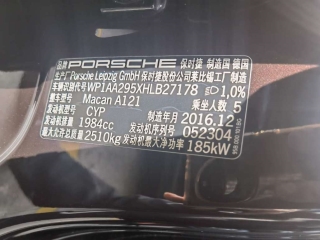 品牌 PORSCHE 保时捷 制造国 德国
生产厂 Porsche Leipzig GmbH 保时捷股份公司莱比锡工厂制造
车辆识别代号 WP1AA295XHLB27178 1,0%
整车型号 Macan A121 乘坐人数 5
发动机型号 CYP 制造年月 2016.12
发动机排量 1984cc 发动机序列号 052304
最大允许总质量 2510kg 发动机最大净功率 185kW